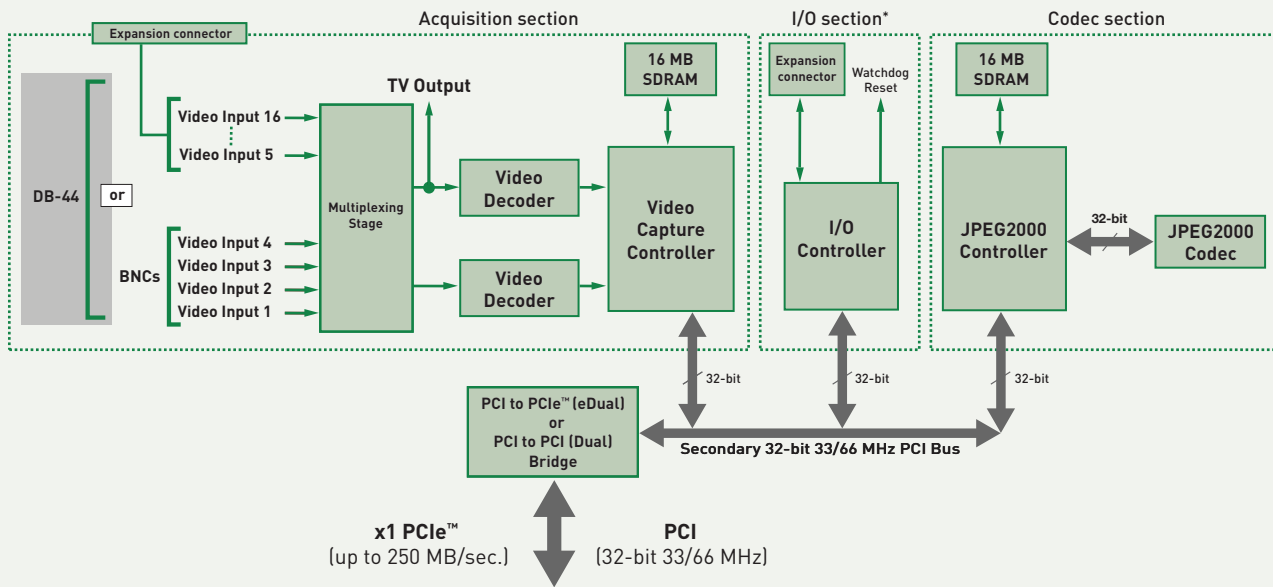 Acquisition section
I/O section*
Codec section
Expansion connector
DB-44
or
Video Input 16
Video Input 5
BNCs
Video Input 4
Video Input 3
Video Input 2
Video Input 1
Multiplexing
Stage
TV Output
Video
Decoder
Video
Decoder
16 MB
SDRAM
Video
Capture
Controller
Expansion
connector
Watchdog
Reset
I/O
Controller
16 MB
SDRAM
JPEG2000
Controller
32-bit
JPEG2000
Codec
32-bit
32-bit
32-bit
PCI to PCIe™ (eDual)
or
PCI to PCI (Dual)
Bridge
Secondary 32-bit 33/66 MHz PCI Bus
x1 PCIe™
(up to 250 MB/sec.)
PCI
(32-bit 33/66 MHz)